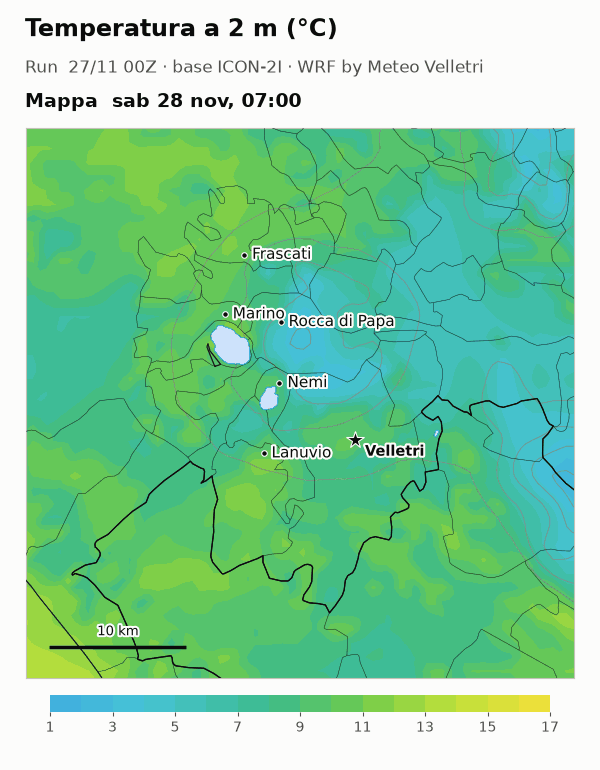 Temperatura a 2 m (°C)
Run  27/11 00Z · base ICON-2I · WRF by Meteo Velletri
Mappa  sab 28 nov, 07:00
Frascati
Marino
Rocca di Papa
Nemi
Velletri
Lanuvio
10 km
1 3 5 7 9 11 13 15 17